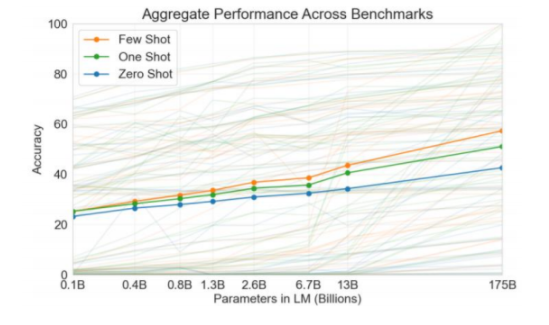 Aggregate Performance Across Benchmarks
100
Few Shot
One Shot
Zero Shot
80
60
40
20
0
Accuracy
0.1B 0.4B 0.8B 1.3B 2.6B 6.7B 13B 175B
Parameters in LM (Billions)